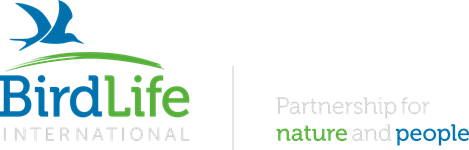 BirdLife
INTERNATIONAL
Partnership for
nature and people